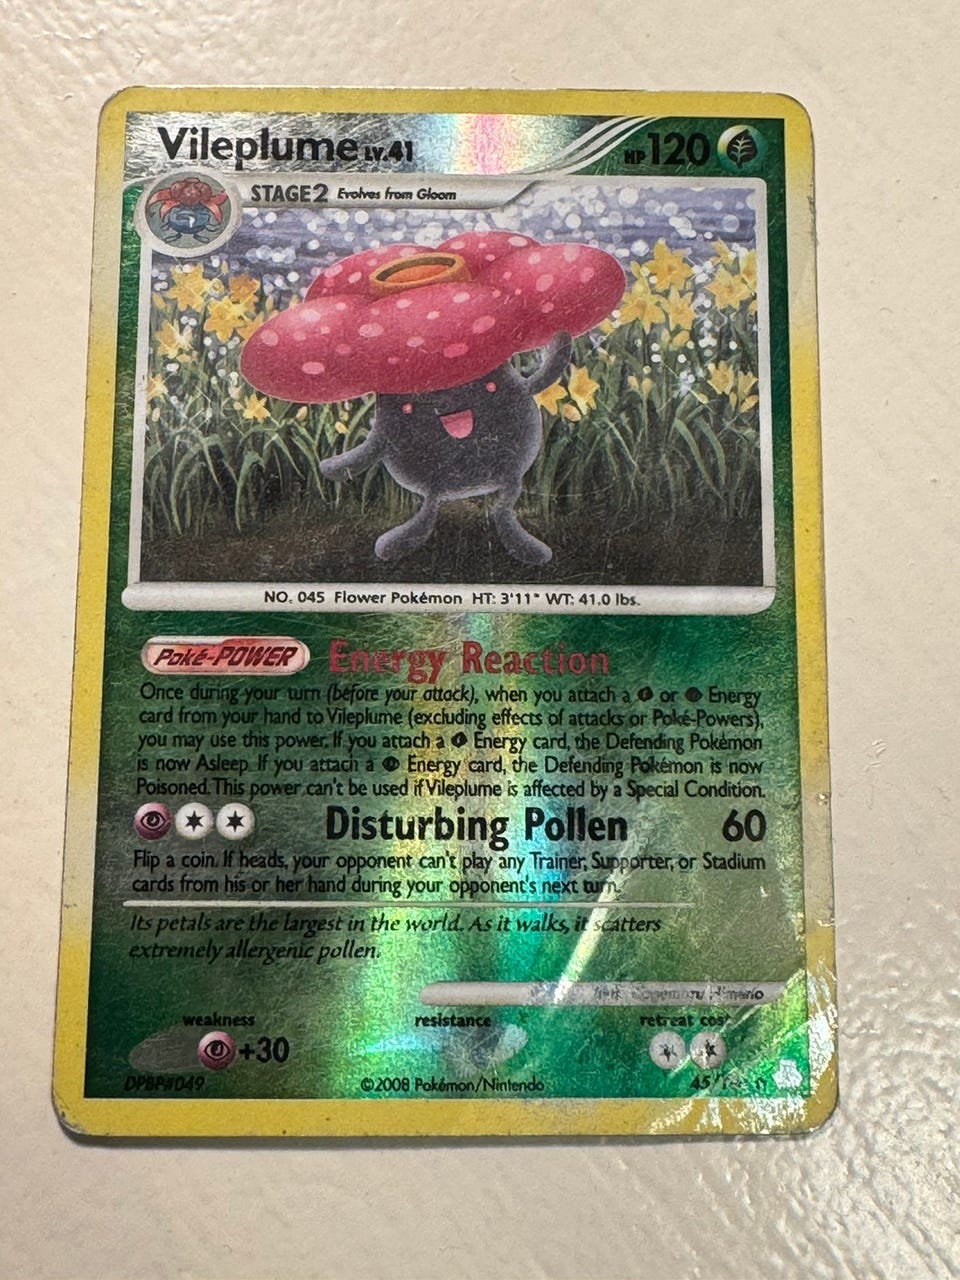 Vileplume LV.41 HP 120
STAGE2 Evolves from Gloom
NO. 045 Flower Pokémon HT: 3'11" WT: 41.0 lbs.
Poké-POWER Energy Reaction
Once during your turn (before your attack), when you attach a or Energy
card from your hand to Vileplume (excluding effects of attacks or Poké-Powers),
you may use this power. If you attach a Energy card, the Defending Pokémon
is now Asleep. If you attach a Energy card, the Defending Pokémon is now
Poisoned. This power can't be used if Vileplume is affected by a Special Condition.
Disturbing Pollen 60
Flip a coin. If heads, your opponent can't play any Trainer, Supporter, or Stadium
cards from his or her hand during your opponent's next turn.
Its petals are the largest in the world. As it walks, it scatters
extremely allergenic pollen.
weakness resistance retreat cost
+30
DPBP#049 ©2008 Pokémon/Nintendo 45/